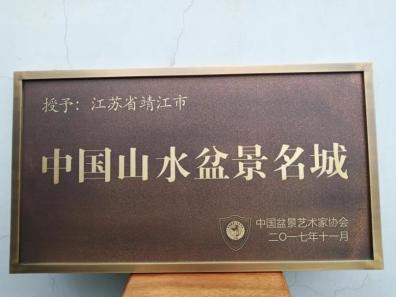 授予：江苏省靖江市
中国山水盆景名城
中国盆景艺术家协会
二〇一七年十一月